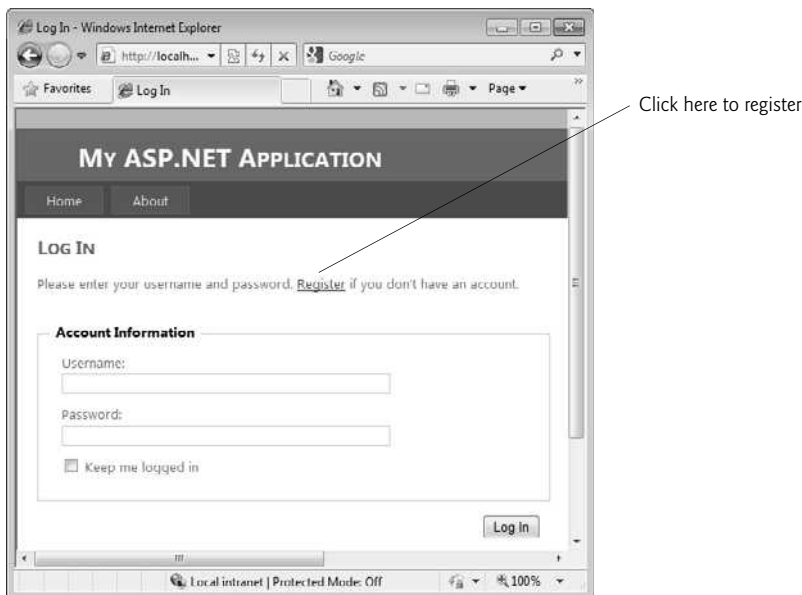 Log In - Windows Internet Explorer
http://localh...
Google
Favorites
Log In
Page
Click here to register
MY ASP.NET APPLICATION
Home About
LOG IN
Please enter your username and password. Register if you don't have an account.
Account Information
Username:
Password:
Keep me logged in
Log In
Local intranet | Protected Mode: Off
100%